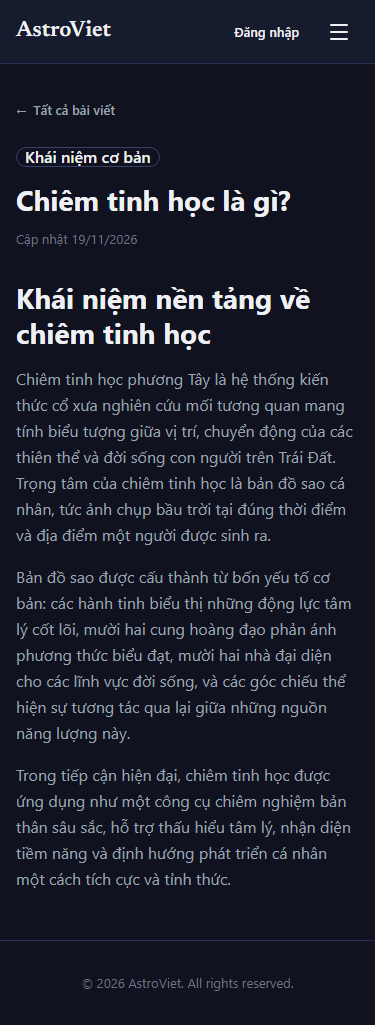 AstroViet
Đăng nhập
← Tất cả bài viết
Khái niệm cơ bản
Chiêm tinh học là gì?
Cập nhật 19/11/2026
Khái niệm nền tảng về
chiêm tinh học
Chiêm tinh học phương Tây là hệ thống kiến
thức cổ xưa nghiên cứu mối tương quan mang
tính biểu tượng giữa vị trí, chuyển động của các
thiên thể và đời sống con người trên Trái Đất.
Trọng tâm của chiêm tinh học là bản đồ sao cá
nhân, tức ảnh chụp bầu trời tại đúng thời điểm
và địa điểm một người được sinh ra.
Bản đồ sao được cấu thành từ bốn yếu tố cơ
bản: các hành tinh biểu thị những động lực tâm
lý cốt lõi, mười hai cung hoàng đạo phản ánh
phương thức biểu đạt, mười hai nhà đại diện
cho các lĩnh vực đời sống, và các góc chiếu thể
hiện sự tương tác qua lại giữa những nguồn
năng lượng này.
Trong tiếp cận hiện đại, chiêm tinh học được
ứng dụng như một công cụ chiêm nghiệm bản
thân sâu sắc, hỗ trợ thấu hiểu tâm lý, nhận diện
tiềm năng và định hướng phát triển cá nhân
một cách tích cực và tỉnh thức.
© 2026 AstroViet. All rights reserved.